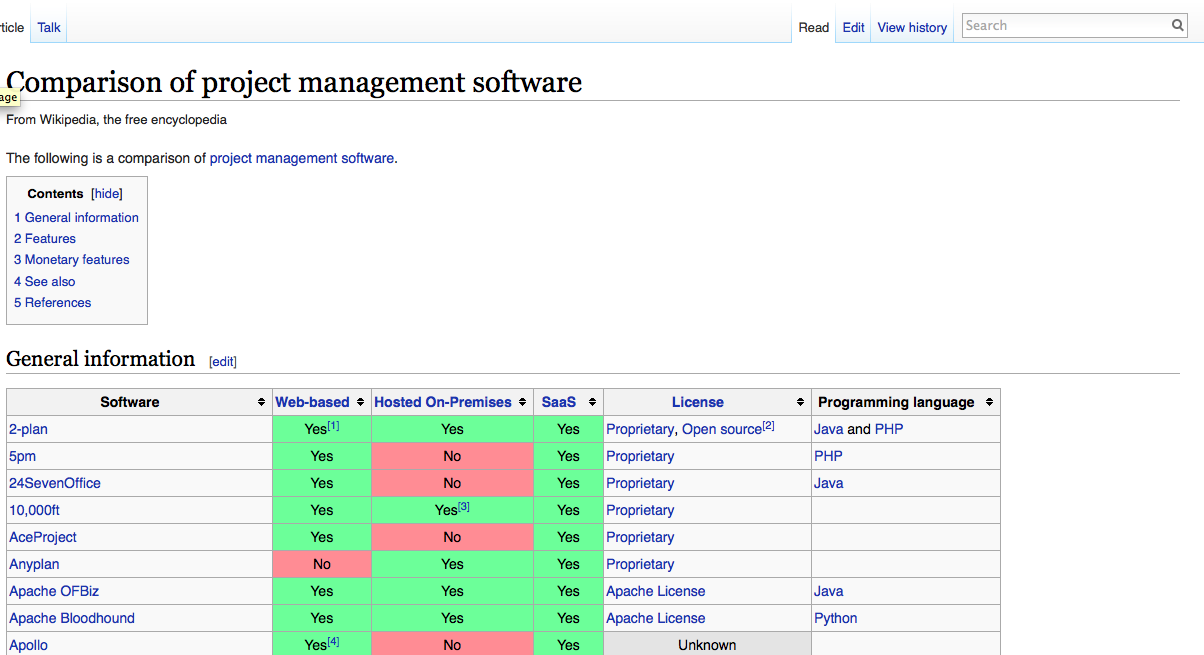 rticle Talk Read Edit View history Search
Comparison of project management software
age
From Wikipedia, the free encyclopedia
The following is a comparison of project management software.
Contents [hide]
1 General information
2 Features
3 Monetary features
4 See also
5 References
General information [edit]
Software Web-based Hosted On-Premises SaaS License Programming language
2-plan Yes[1] Yes Yes Proprietary, Open source[2] Java and PHP
5pm Yes No Yes Proprietary PHP
24SevenOffice Yes No Yes Proprietary Java
10,000ft Yes Yes[3] Yes Proprietary
AceProject Yes No Yes Proprietary
Anyplan No Yes Yes Proprietary
Apache OFBiz Yes Yes Yes Apache License Java
Apache Bloodhound Yes Yes Yes Apache License Python
Apollo Yes[4] No Yes Unknown